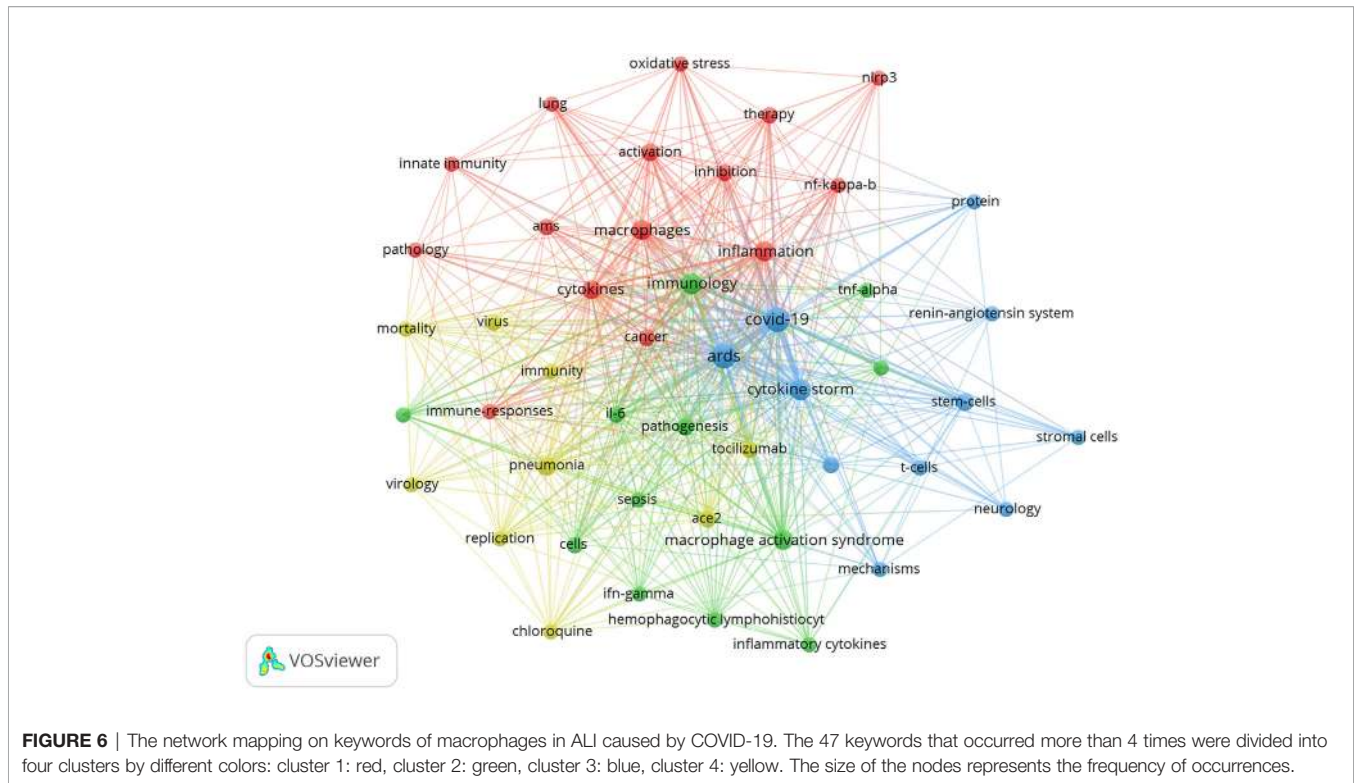 oxidative stress
nlrp3
lung
therapy
activation
innate immunity
inhibition
nf-kappa-b
protein
ams
macrophages
pathology
inflammation
immunology
cytokines
tnf-alpha
renin-angiotensin system
covid-19
virus
mortality
cancer
ards
immunity
cytokine storm
stem-cells
immune-responses
il-6
pathogenesis
stromal cells
tocilizumab
pneumonia
t-cells
virology
sepsis
neurology
ace2
replication
cells
macrophage activation syndrome
mechanisms
ifn-gamma
hemophagocytic lymphohistiocyt
chloroquine
inflammatory cytokines
VOSviewer
FIGURE 6 | The network mapping on keywords of macrophages in ALI caused by COVID-19. The 47 keywords that occurred more than 4 times were divided into
four clusters by different colors: cluster 1: red, cluster 2: green, cluster 3: blue, cluster 4: yellow. The size of the nodes represents the frequency of occurrences.